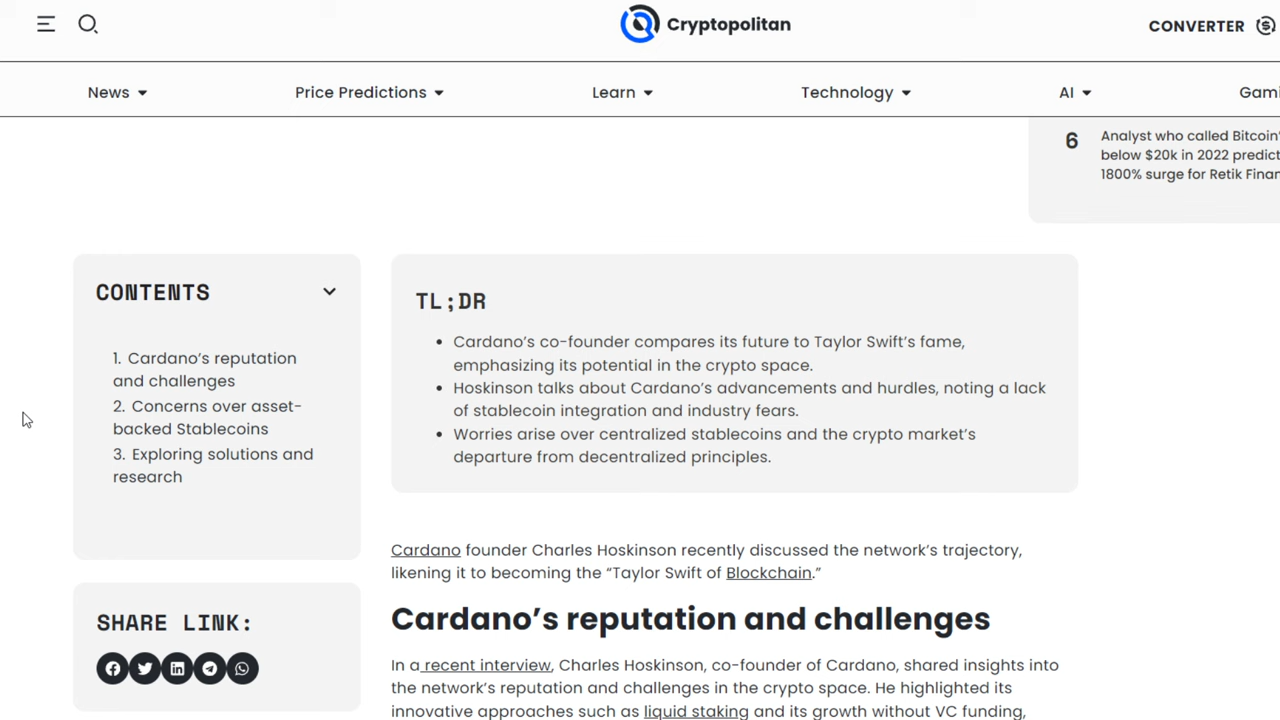 Cryptopolitan
CONVERTER
News
Price Predictions
Learn
Technology
AI
Gami
6
Analyst who called Bitcoin'
below $20k in 2022 predict
1800% surge for Retik Finan
CONTENTS
1. Cardano's reputation
and challenges
2. Concerns over asset-
backed Stablecoins
3. Exploring solutions and
research
TL;DR
• Cardano's co-founder compares its future to Taylor Swift's fame,
emphasizing its potential in the crypto space.
• Hoskinson talks about Cardano's advancements and hurdles, noting a lack
of stablecoin integration and industry fears.
• Worries arise over centralized stablecoins and the crypto market's
departure from decentralized principles.
SHARE LINK:
Cardano founder Charles Hoskinson recently discussed the network's trajectory,
likening it to becoming the “Taylor Swift of Blockchain.”
Cardano's reputation and challenges
In a recent interview, Charles Hoskinson, co-founder of Cardano, shared insights into
the network's reputation and challenges in the crypto space. He highlighted its
innovative approaches such as liquid staking and its growth without VC funding,